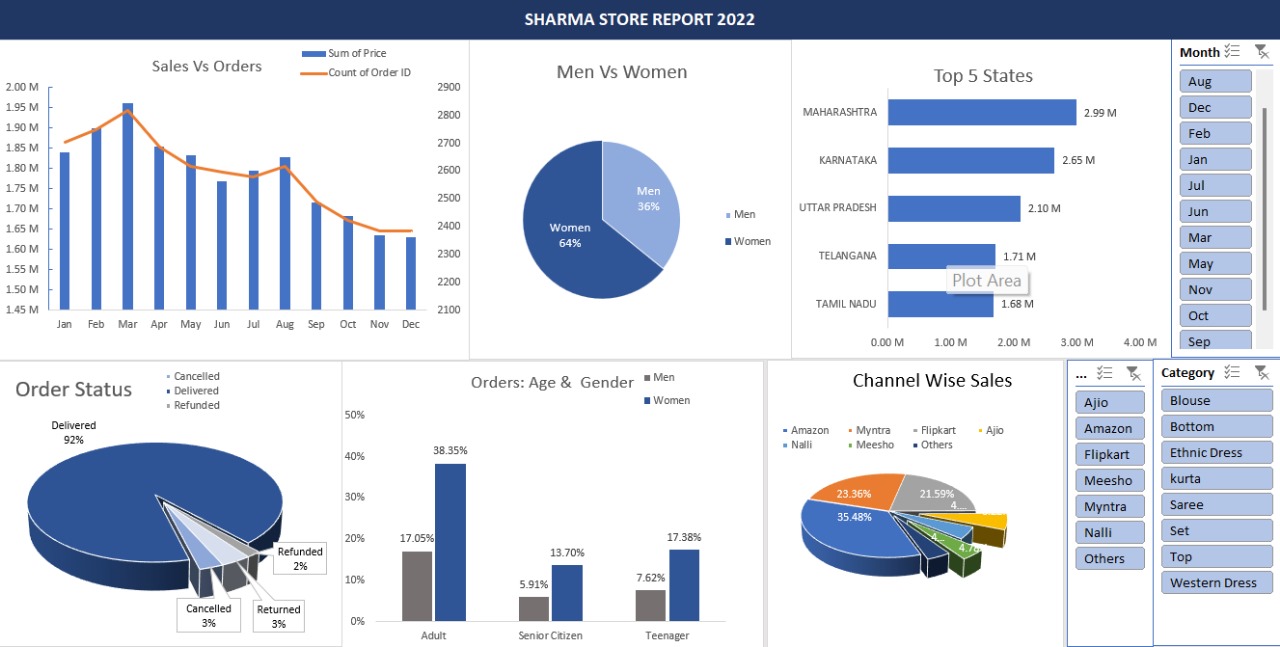 SHARMA STORE REPORT 2022
Sales Vs Orders
Sum of Price
Count of Order ID
2.00 M
1.95 M
1.90 M
1.85 M
1.80 M
1.75 M
1.70 M
1.65 M
1.60 M
1.55 M
1.50 M
1.45 M
2900
2800
2700
2600
2500
2400
2300
2200
2100
Jan Feb Mar Apr May Jun Jul Aug Sep Oct Nov Dec
Men Vs Women
Men
36%
Women
64%
Men
Women
Top 5 States
MAHARASHTRA 2.99 M
KARNATAKA 2.65 M
UTTAR PRADESH 2.10 M
TELANGANA 1.71 M
Plot Area
TAMIL NADU 1.68 M
0.00 M 1.00 M 2.00 M 3.00 M 4.00 M
Month
Aug
Dec
Feb
Jan
Jul
Jun
Mar
May
Nov
Oct
Sep
Order Status
Cancelled
Delivered
Refunded
Delivered
92%
Refunded
2%
Cancelled
3%
Returned
3%
Orders: Age & Gender
Men
Women
50%
40%
30%
20%
10%
0%
17.05% 38.35%
5.91% 13.70%
7.62% 17.38%
Adult Senior Citizen Teenager
Channel Wise Sales
Amazon Myntra Flipkart Ajio
Nalli Meesho Others
23.36%
21.59%
35.48%
4...
4...
...
Ajio
Amazon
Flipkart
Meesho
Myntra
Nalli
Others
Category
Blouse
Bottom
Ethnic Dress
kurta
Saree
Set
Top
Western Dress